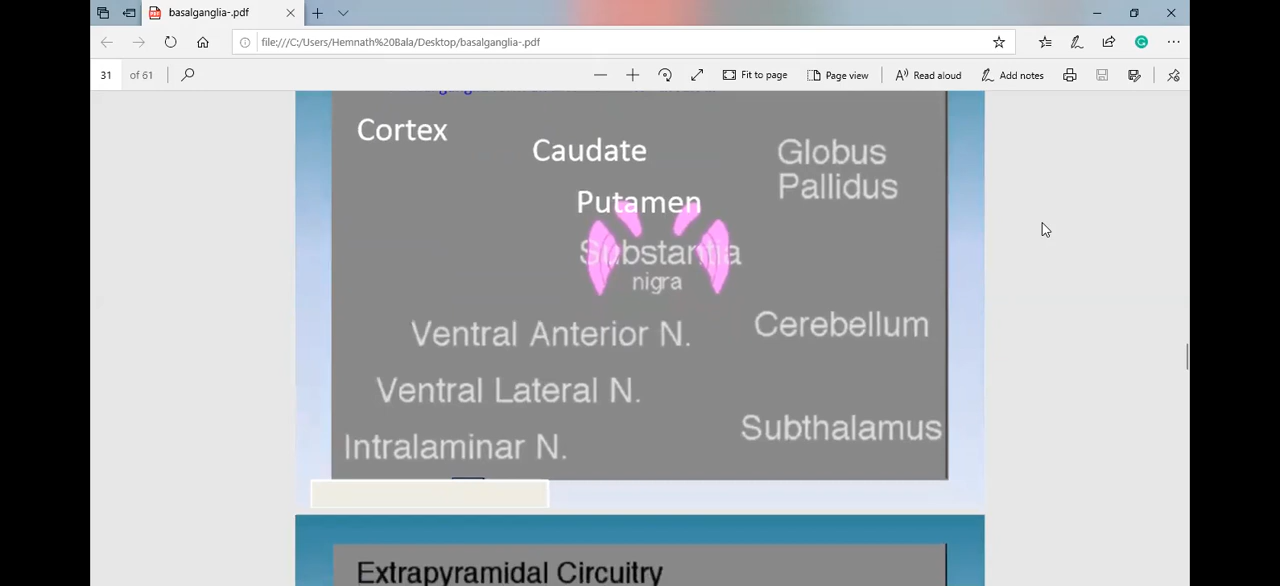 basalganglia-.pdf
file:///C:/Users/Hemnath%20Bala/Desktop/basalganglia-.pdf
31 of 61
Fit to page
Page view
Read aloud
Add notes
Cortex
Caudate
Globus
Pallidus
Putamen
Substantia
nigra
Ventral Anterior N.
Cerebellum
Ventral Lateral N.
Subthalamus
Intralaminar N.
Extrapyramidal Circuitry